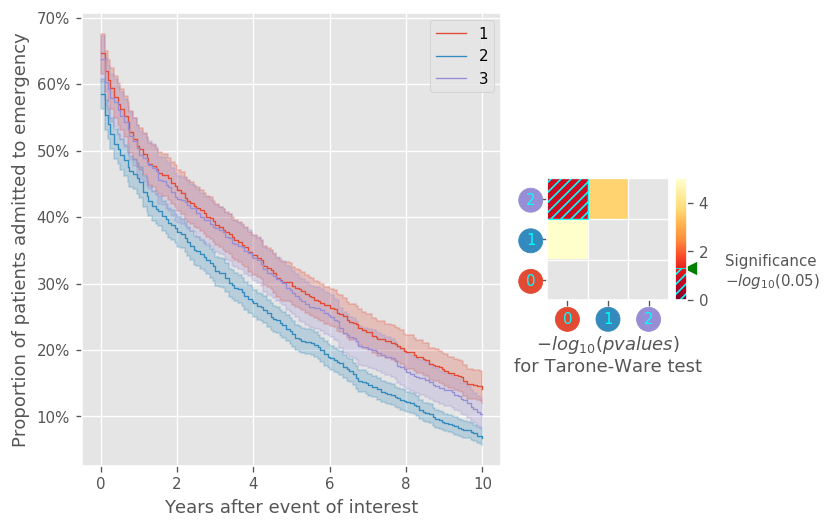 70%
60%
50%
40%
30%
20%
10%
Proportion of patients admitted to emergency
0 2 4 6 8 10
Years after event of interest
1
2
3
2
1
0
0 1 2
−log10(pvalues)
for Tarone-Ware test
4
2
0
Significance
−log10(0.05)